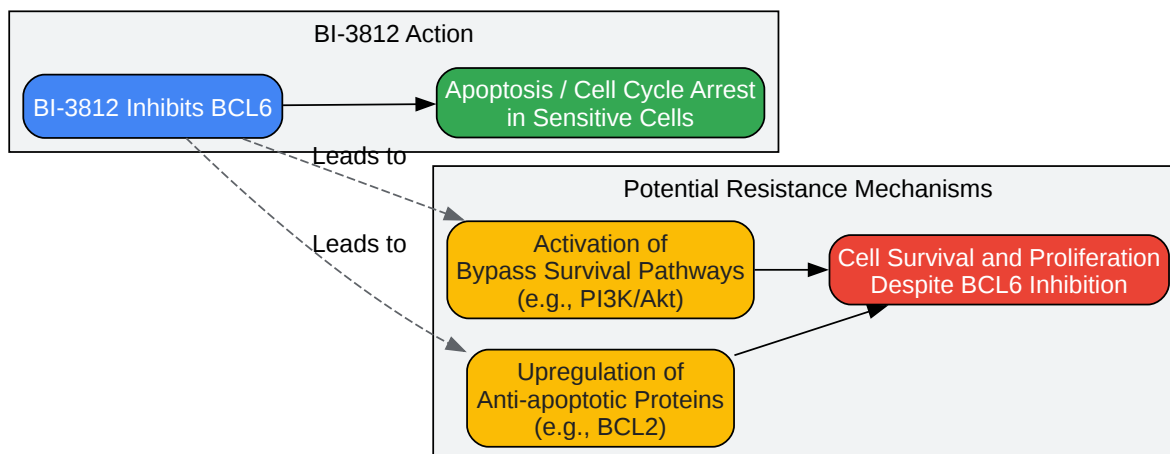 BI-3812 Action
BI-3812 Inhibits BCL6
Apoptosis / Cell Cycle Arrest
in Sensitive Cells
Leads to
Leads to
Potential Resistance Mechanisms
Activation of
Bypass Survival Pathways
(e.g., PI3K/Akt)
Cell Survival and Proliferation
Despite BCL6 Inhibition
Upregulation of
Anti-apoptotic Proteins
(e.g., BCL2)